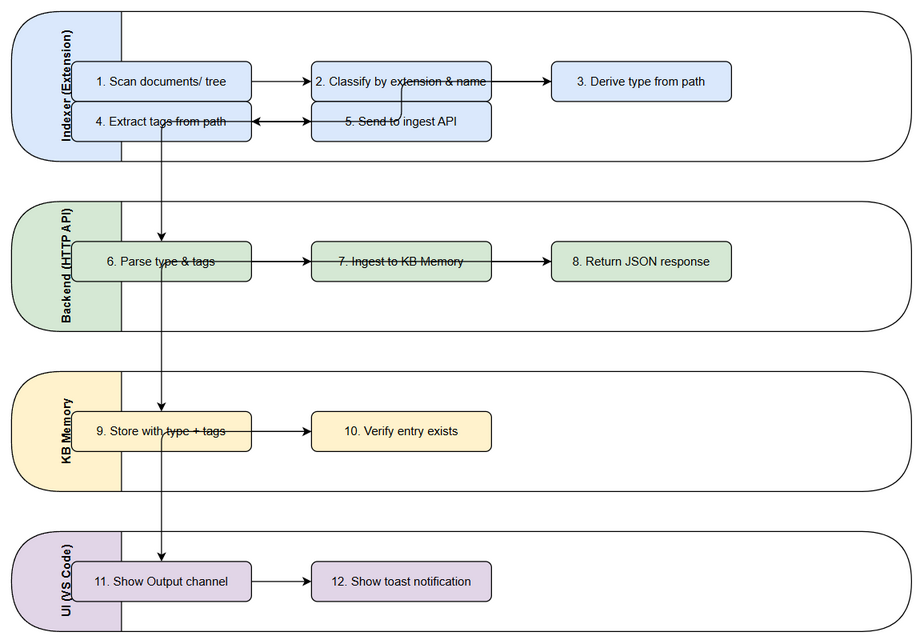 Indexer (Extension)
1. Scan documents/ tree
2. Classify by extension & name
3. Derive type from path
4. Extract tags from path
5. Send to ingest API
Backend (HTTP API)
6. Parse type & tags
7. Ingest to KB Memory
8. Return JSON response
KB Memory
9. Store with type + tags
10. Verify entry exists
UI (VS Code)
11. Show Output channel
12. Show toast notification